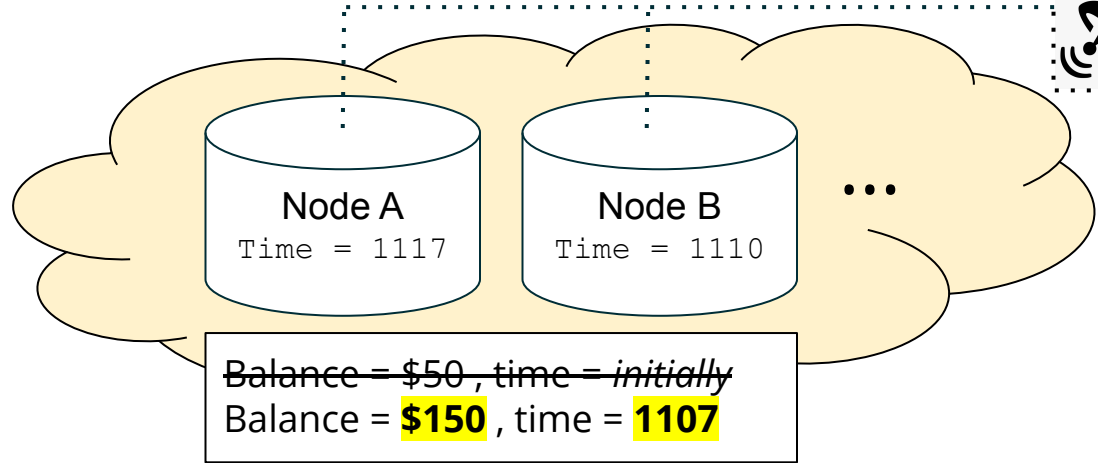 Node A
Time = 1117
Node B
Time = 1110
...
Balance = $50 , time = initially
Balance = $150 , time = 1107